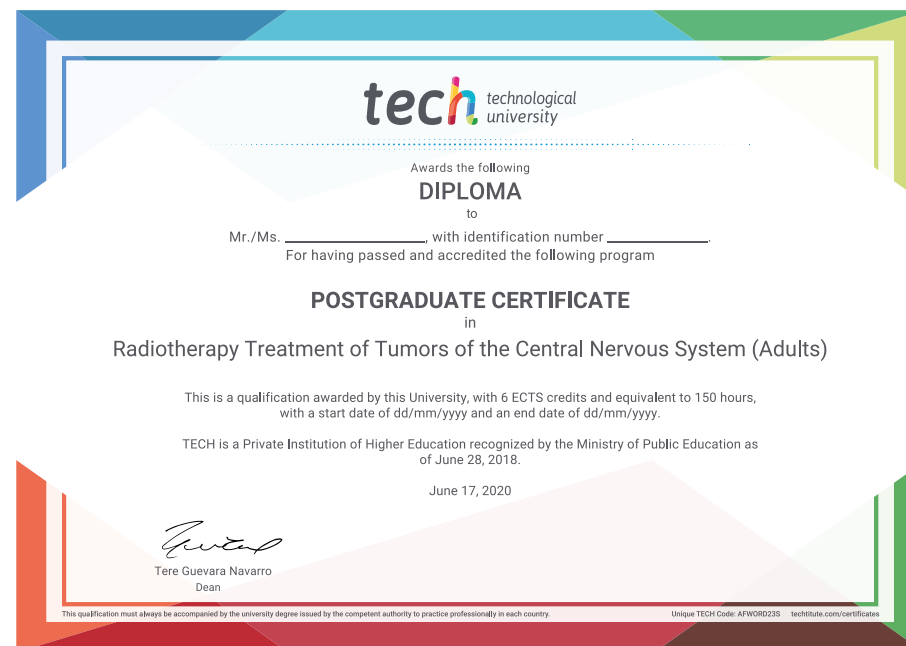 tech technological
university
Awards the following
DIPLOMA
to
Mr./Ms. ____________________, with identification number ______________.
For having passed and accredited the following program
POSTGRADUATE CERTIFICATE
in
Radiotherapy Treatment of Tumors of the Central Nervous System (Adults)
This is a qualification awarded by this University, with 6 ECTS credits and equivalent to 150 hours,
with a start date of dd/mm/yyyy and an end date of dd/mm/yyyy.
TECH is a Private Institution of Higher Education recognized by the Ministry of Public Education as
of June 28, 2018.
June 17, 2020
Tere Guevara Navarro
Dean
This qualification must always be accompanied by the university degree issued by the competent authority to practice professionally in each country. Unique TECH Code: AFWORD23S techtitute.com/certificates